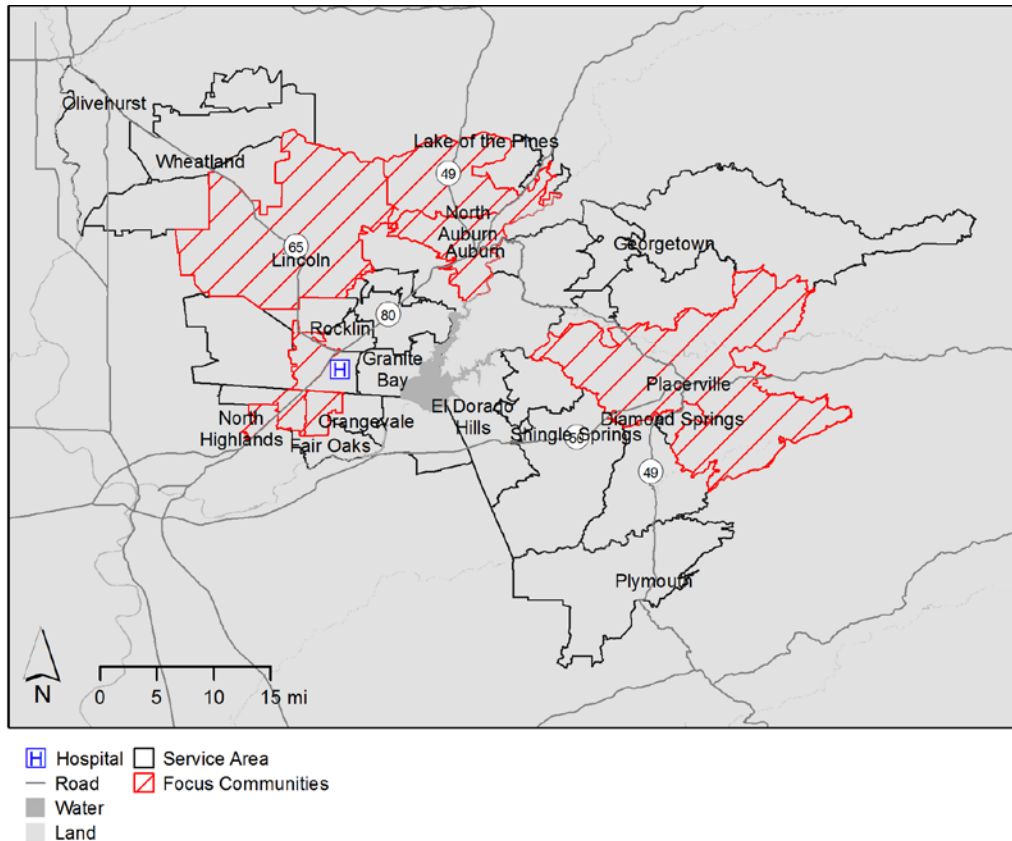 Olivehurst
Lake of the Pines
Wheatland
49
North
Auburn
Auburn
Georgetown
65
Lincoln
80
Rocklin
H
Granite
Bay
Placerville
El Dorado
Hills
North
Highlands
Orangevale
Diamond Springs
Fair Oaks
Shingle Springs
50
49
Plymouth
N
0 5 10 15 mi
H Hospital Service Area
Road Focus Communities
Water
Land